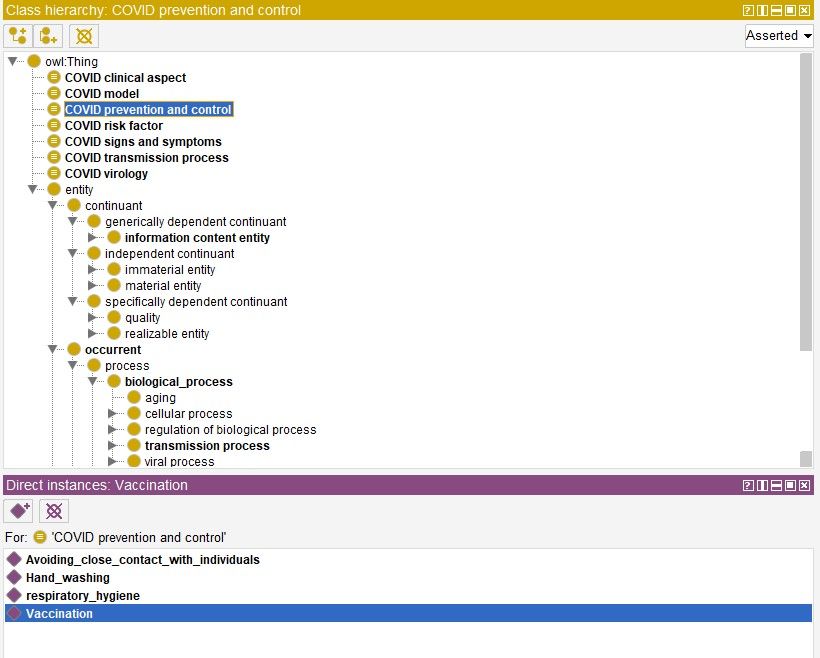 Class hierarchy: COVID prevention and control
Asserted
owl:Thing
COVID clinical aspect
COVID model
COVID prevention and control
COVID risk factor
COVID signs and symptoms
COVID transmission process
COVID virology
entity
continuant
generically dependent continuant
information content entity
independent continuant
immaterial entity
material entity
specifically dependent continuant
quality
realizable entity
occurrent
process
biological_process
aging
cellular process
regulation of biological process
transmission process
viral process
Direct instances: Vaccination
For: 'COVID prevention and control'
Avoiding_close_contact_with_individuals
Hand_washing
respiratory_hygiene
Vaccination